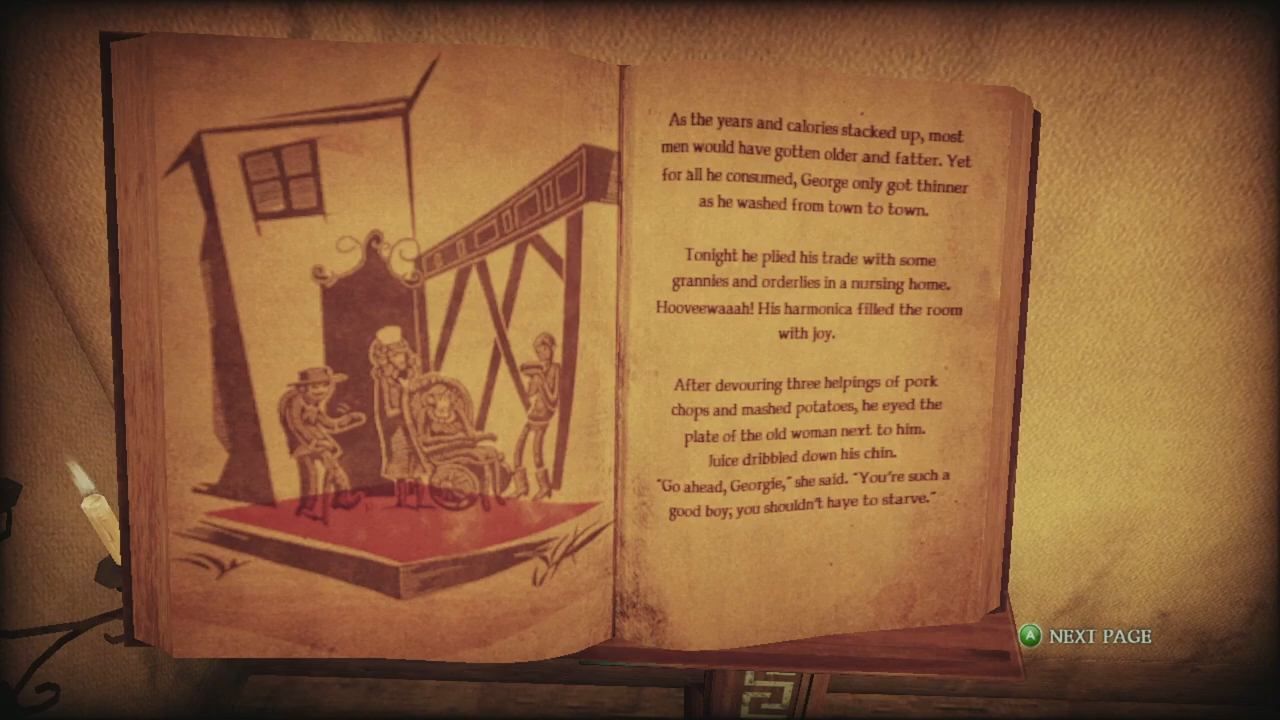 As the years and calories stacked up, most
men would have gotten older and fatter. Yet
for all he consumed, George only got thinner
as he washed from town to town.
Tonight he plied his trade with some
grannies and orderlies in a nursing home.
Hooveewaaah! His harmonica filled the room
with joy.
After devouring three helpings of pork
chops and mashed potatoes, he eyed the
plate of the old woman next to him.
Juice dribbled down his chin.
"Go ahead, Georgie," she said. "You're such a
good boy; you shouldn't have to starve."
A NEXT PAGE